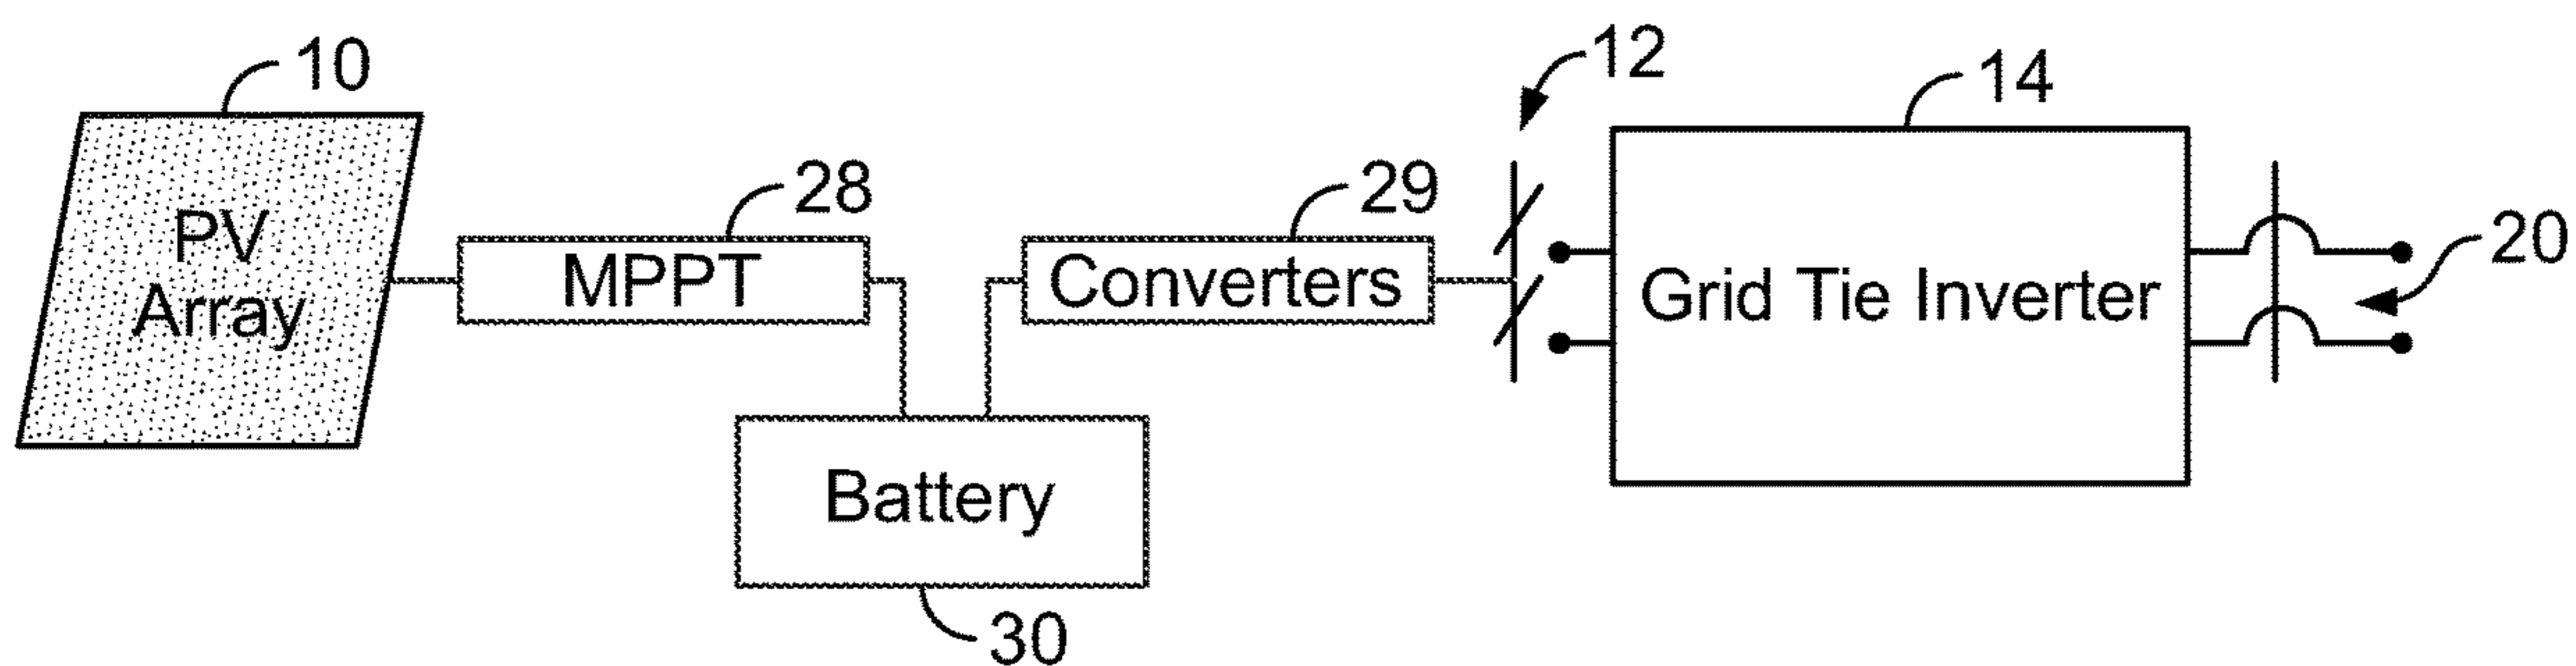 10
12
14
28
29
20
PV
Array
MPPT
Converters
Grid Tie Inverter
Battery
30